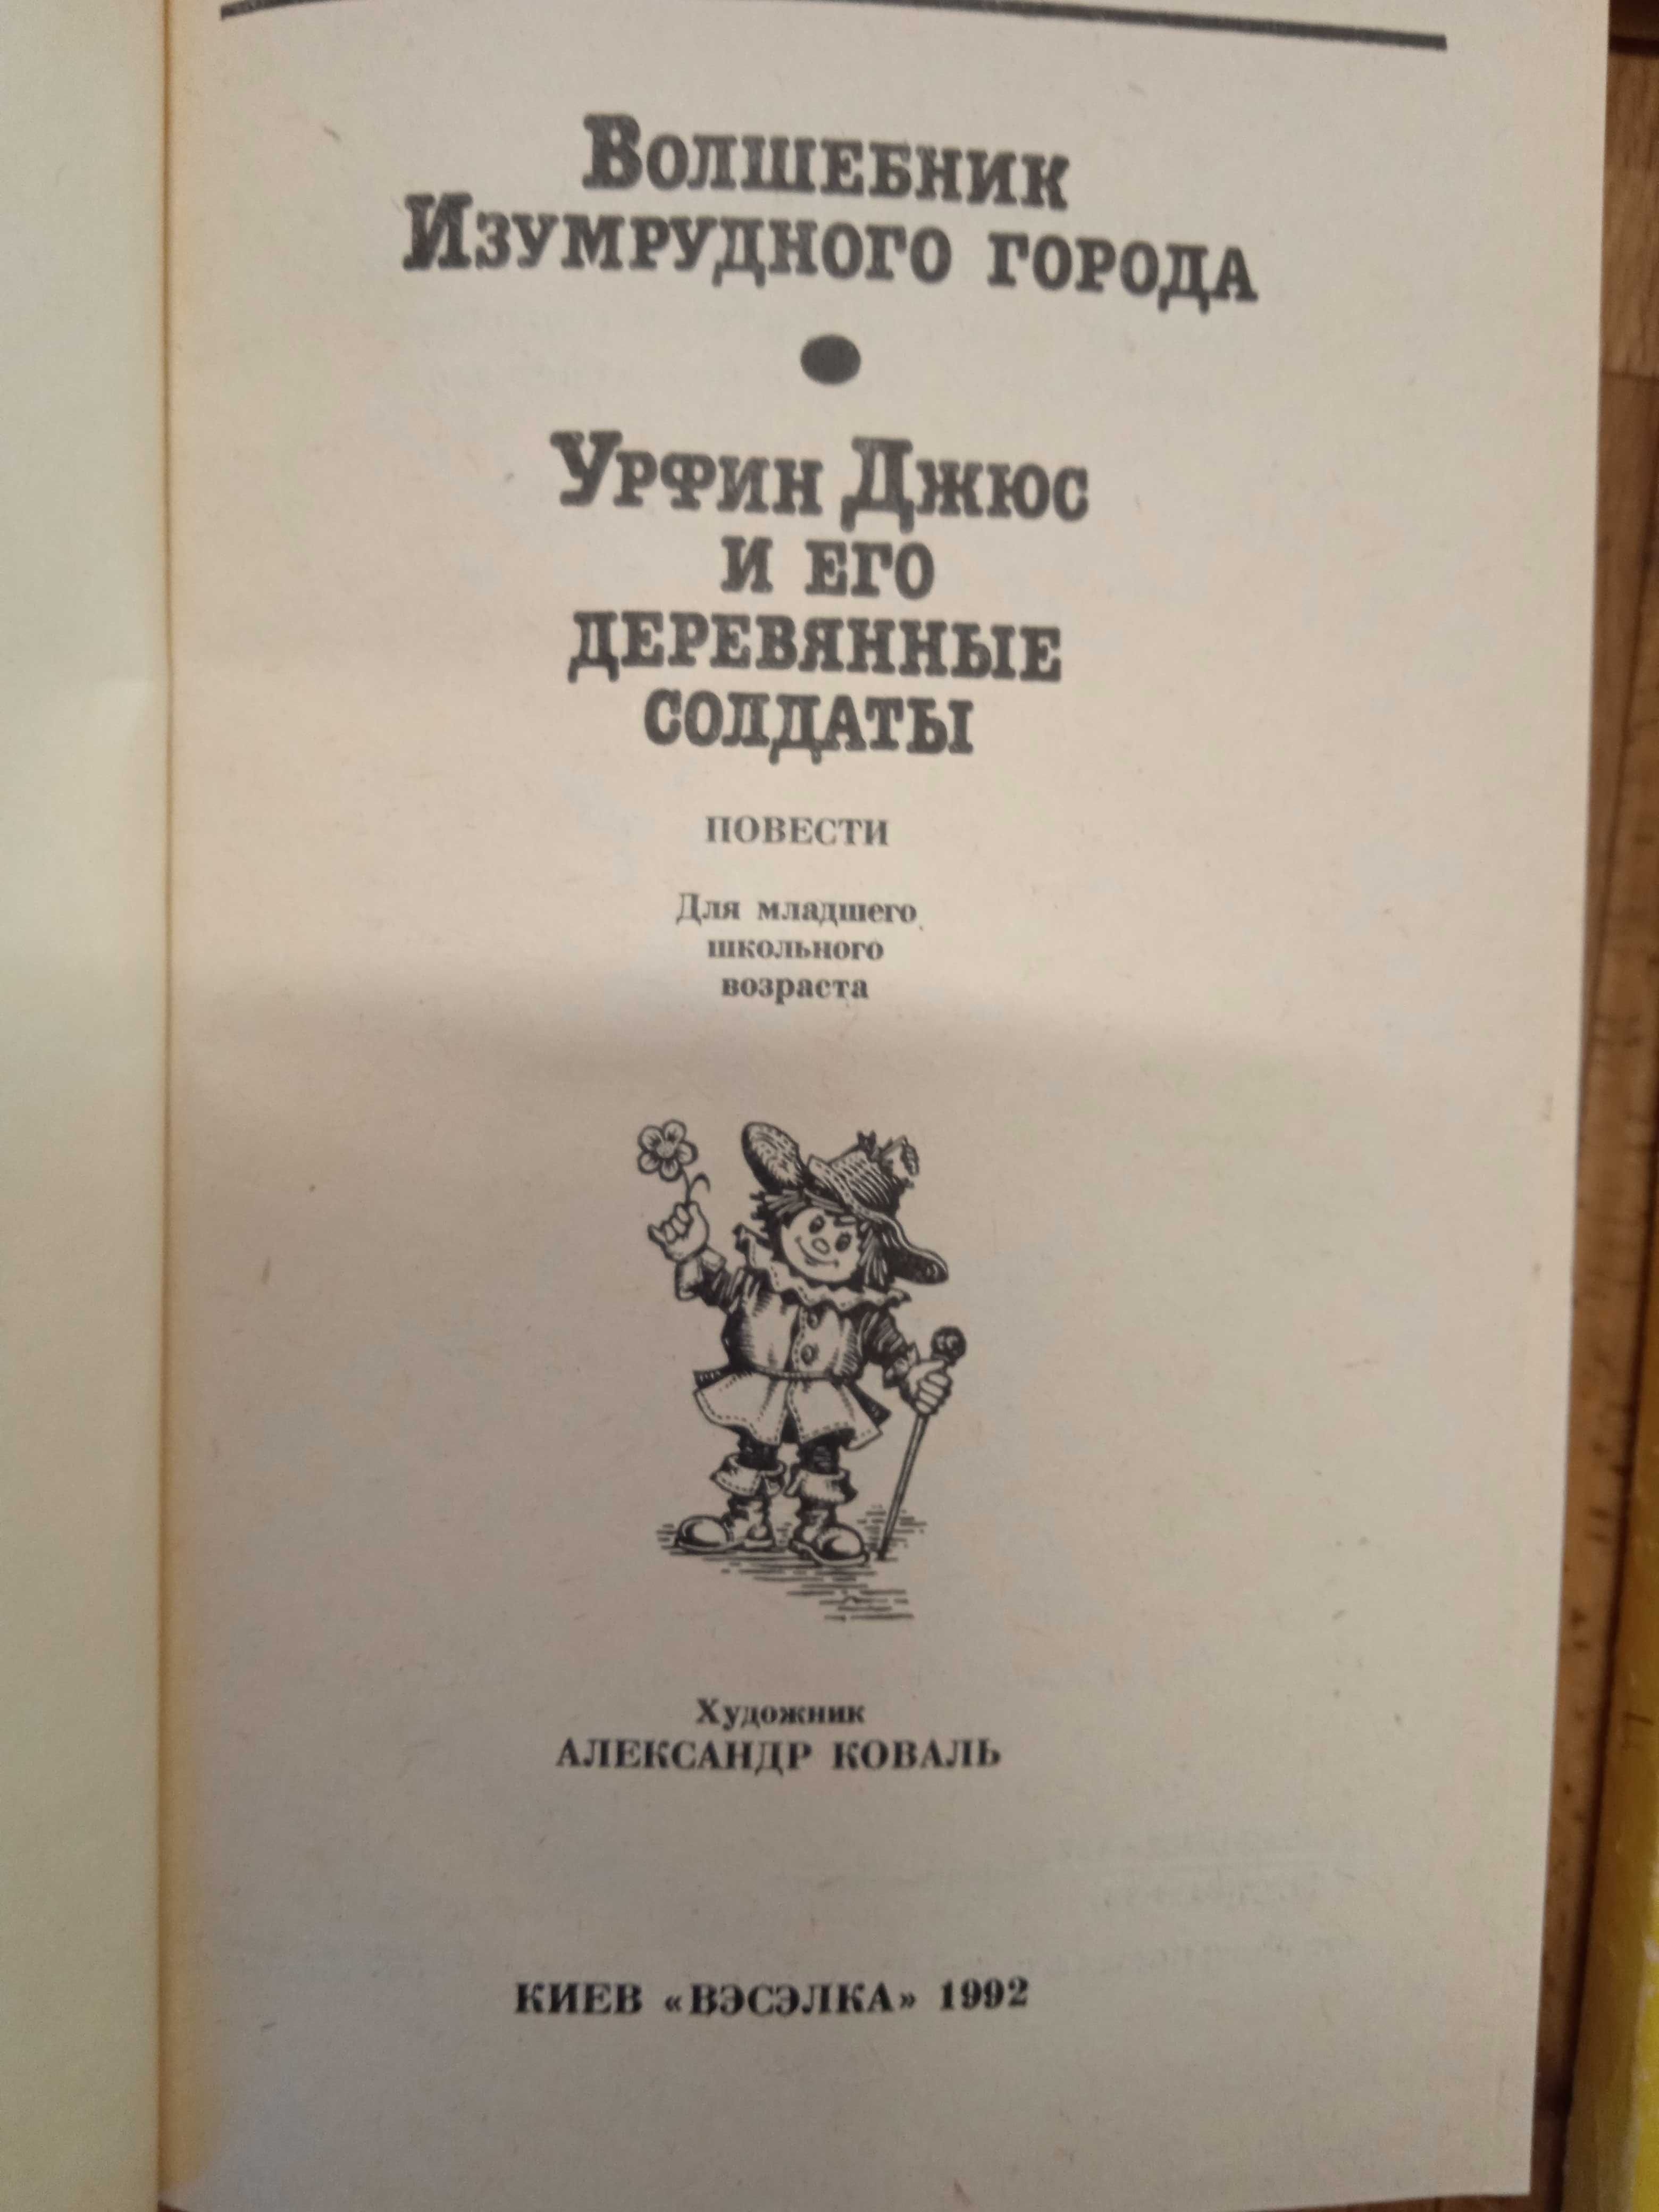 Волшебник
Изумрудного города
Урфин Джюс
и его
деревянные
солдаты
ПОВЕСТИ
Для младшего
школьного
возраста
Художник
АЛЕКСАНДР КОВАЛЬ
КИЕВ «ВЭСЭЛКА» 1992